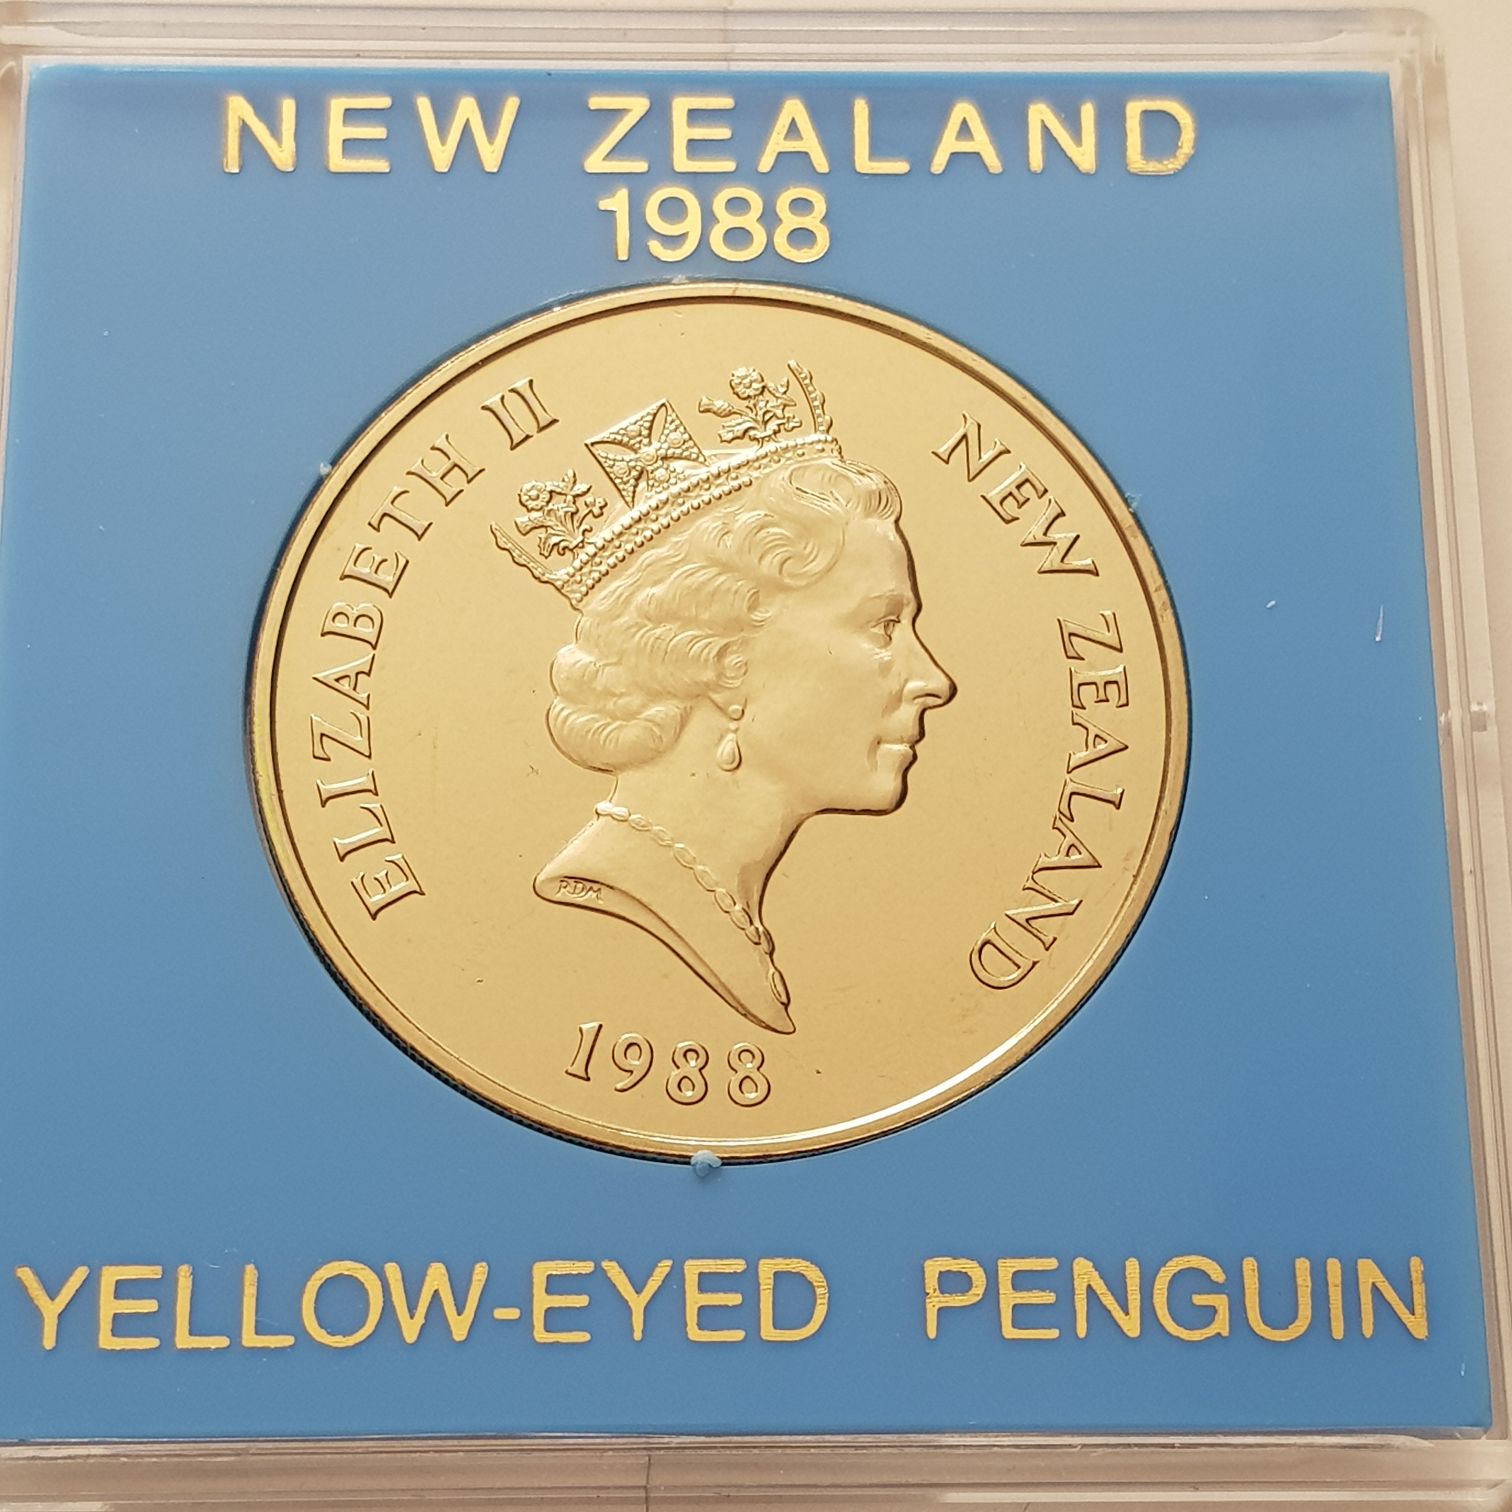 NEW ZEALAND
1988
ELIZABETH II
NEW ZEALAND
RDM
1988
YELLOW-EYED PENGUIN